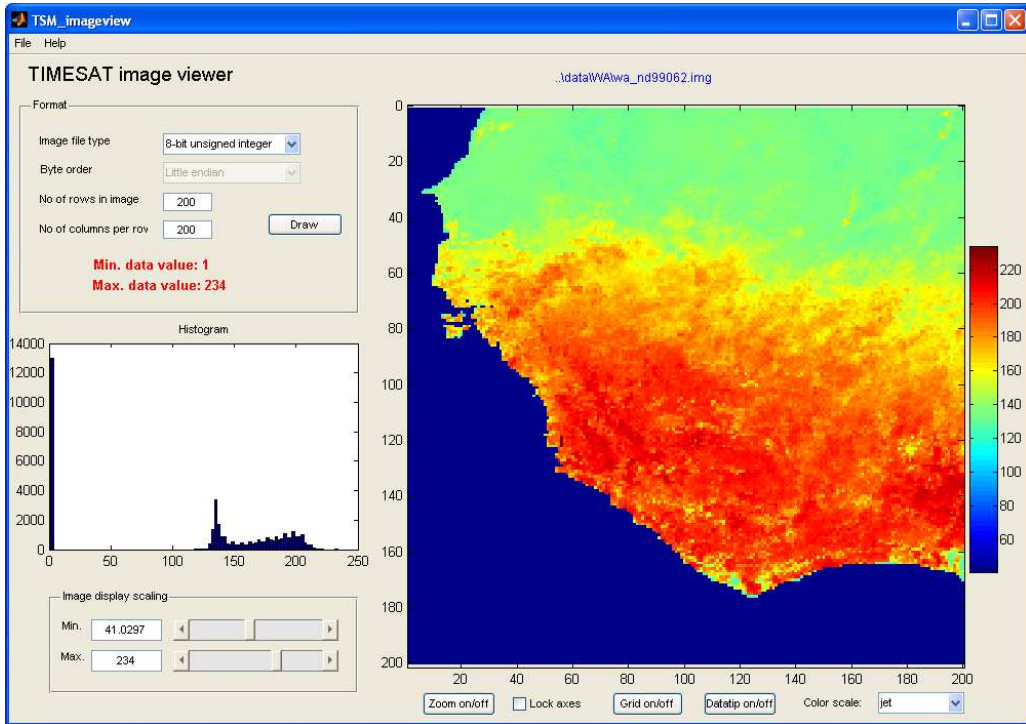 TSM_imageview
File Help
TIMESAT image viewer
..\data\WA\wa_nd99062.img
Format
Image file type 8-bit unsigned integer
Byte order Little endian
No of rows in image 200
No of columns per row 200
Draw
Min. data value: 1
Max. data value: 234
Histogram
14000
12000
10000
8000
6000
4000
2000
0
0 50 100 150 200 250
Image display scaling
Min. 41.0297
Max. 234
0
20
40
60
80
100
120
140
160
180
200
20 40 60 80 100 120 140 160 180 200
220
200
180
160
140
120
100
80
60
Zoom on/off Lock axes Grid on/off Datatip on/off Color scale: jet